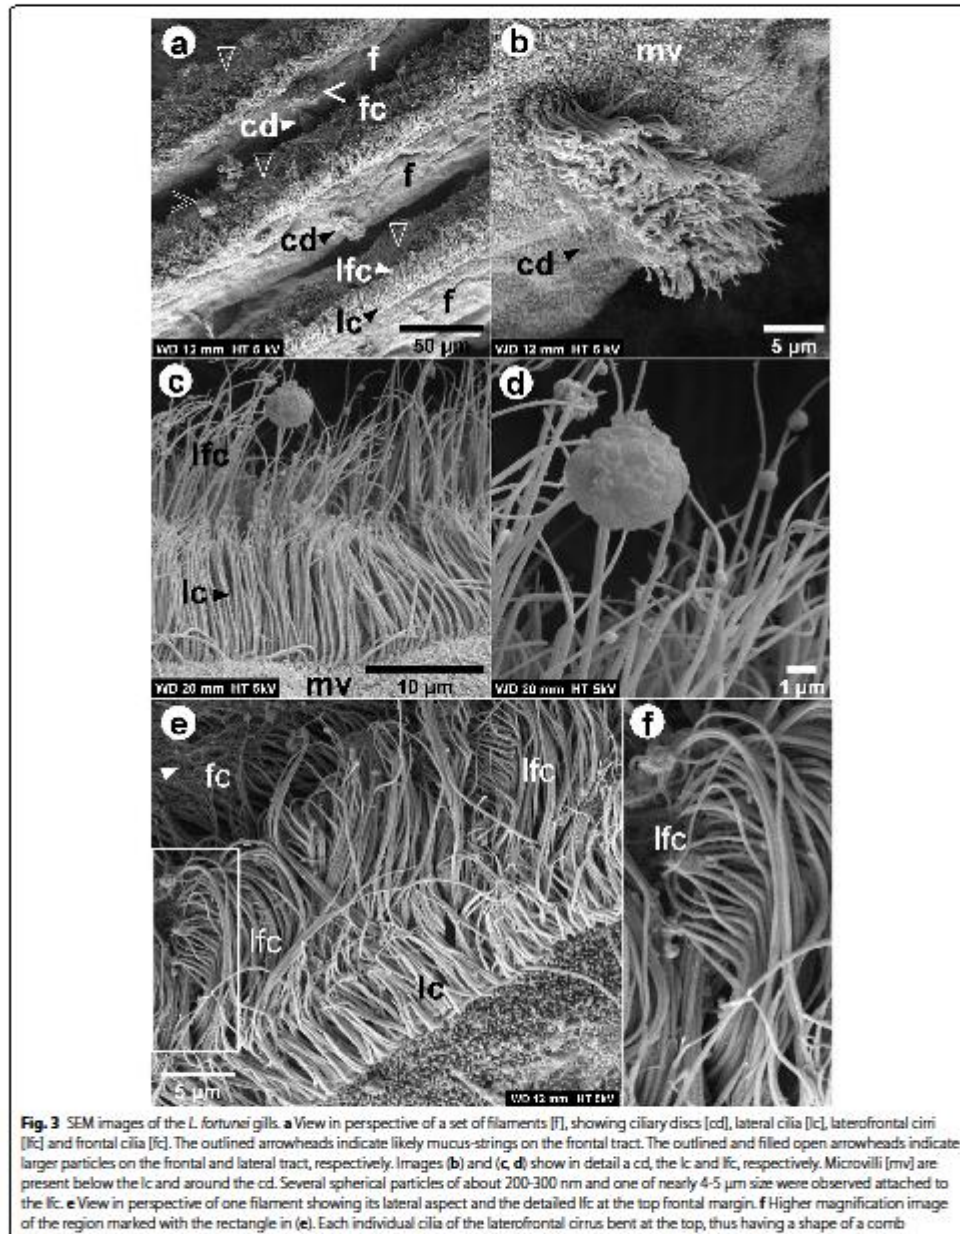 a
f
fc
cd
f
cd
lfc
f
lc
50 µm
WD 12 mm HT 5 kV
b
mv
cd
5 µm
WD 12 mm HT 5 kV
c
lfc
lc
mv
10 µm
WD 20 mm HT 5kV
d
1 µm
WD 20 mm HT 5kV
e
fc
lfc
lfc
lc
5 µm
WD 12 mm HT 5kV
f
lfc
Fig. 3 SEM images of the L. fortunei gills. a View in perspective of a set of filaments [f], showing ciliary discs [cd], lateral cilia [lc], laterofrontal cirri
[lfc] and frontal cilia [fc]. The outlined arrowheads indicate likely mucus-strings on the frontal tract. The outlined and filled open arrowheads indicate
larger particles on the frontal and lateral tract, respectively. Images (b) and (c, d) show in detail a cd, the lc and lfc, respectively. Microvilli [mv] are
present below the lc and around the cd. Several spherical particles of about 200-300 nm and one of nearly 4-5 µm size were observed attached to
the lfc. e View in perspective of one filament showing its lateral aspect and the detailed lfc at the top frontal margin. f Higher magnification image
of the region marked with the rectangle in (e). Each individual cilia of the laterofrontal cirrus bent at the top, thus having a shape of a comb